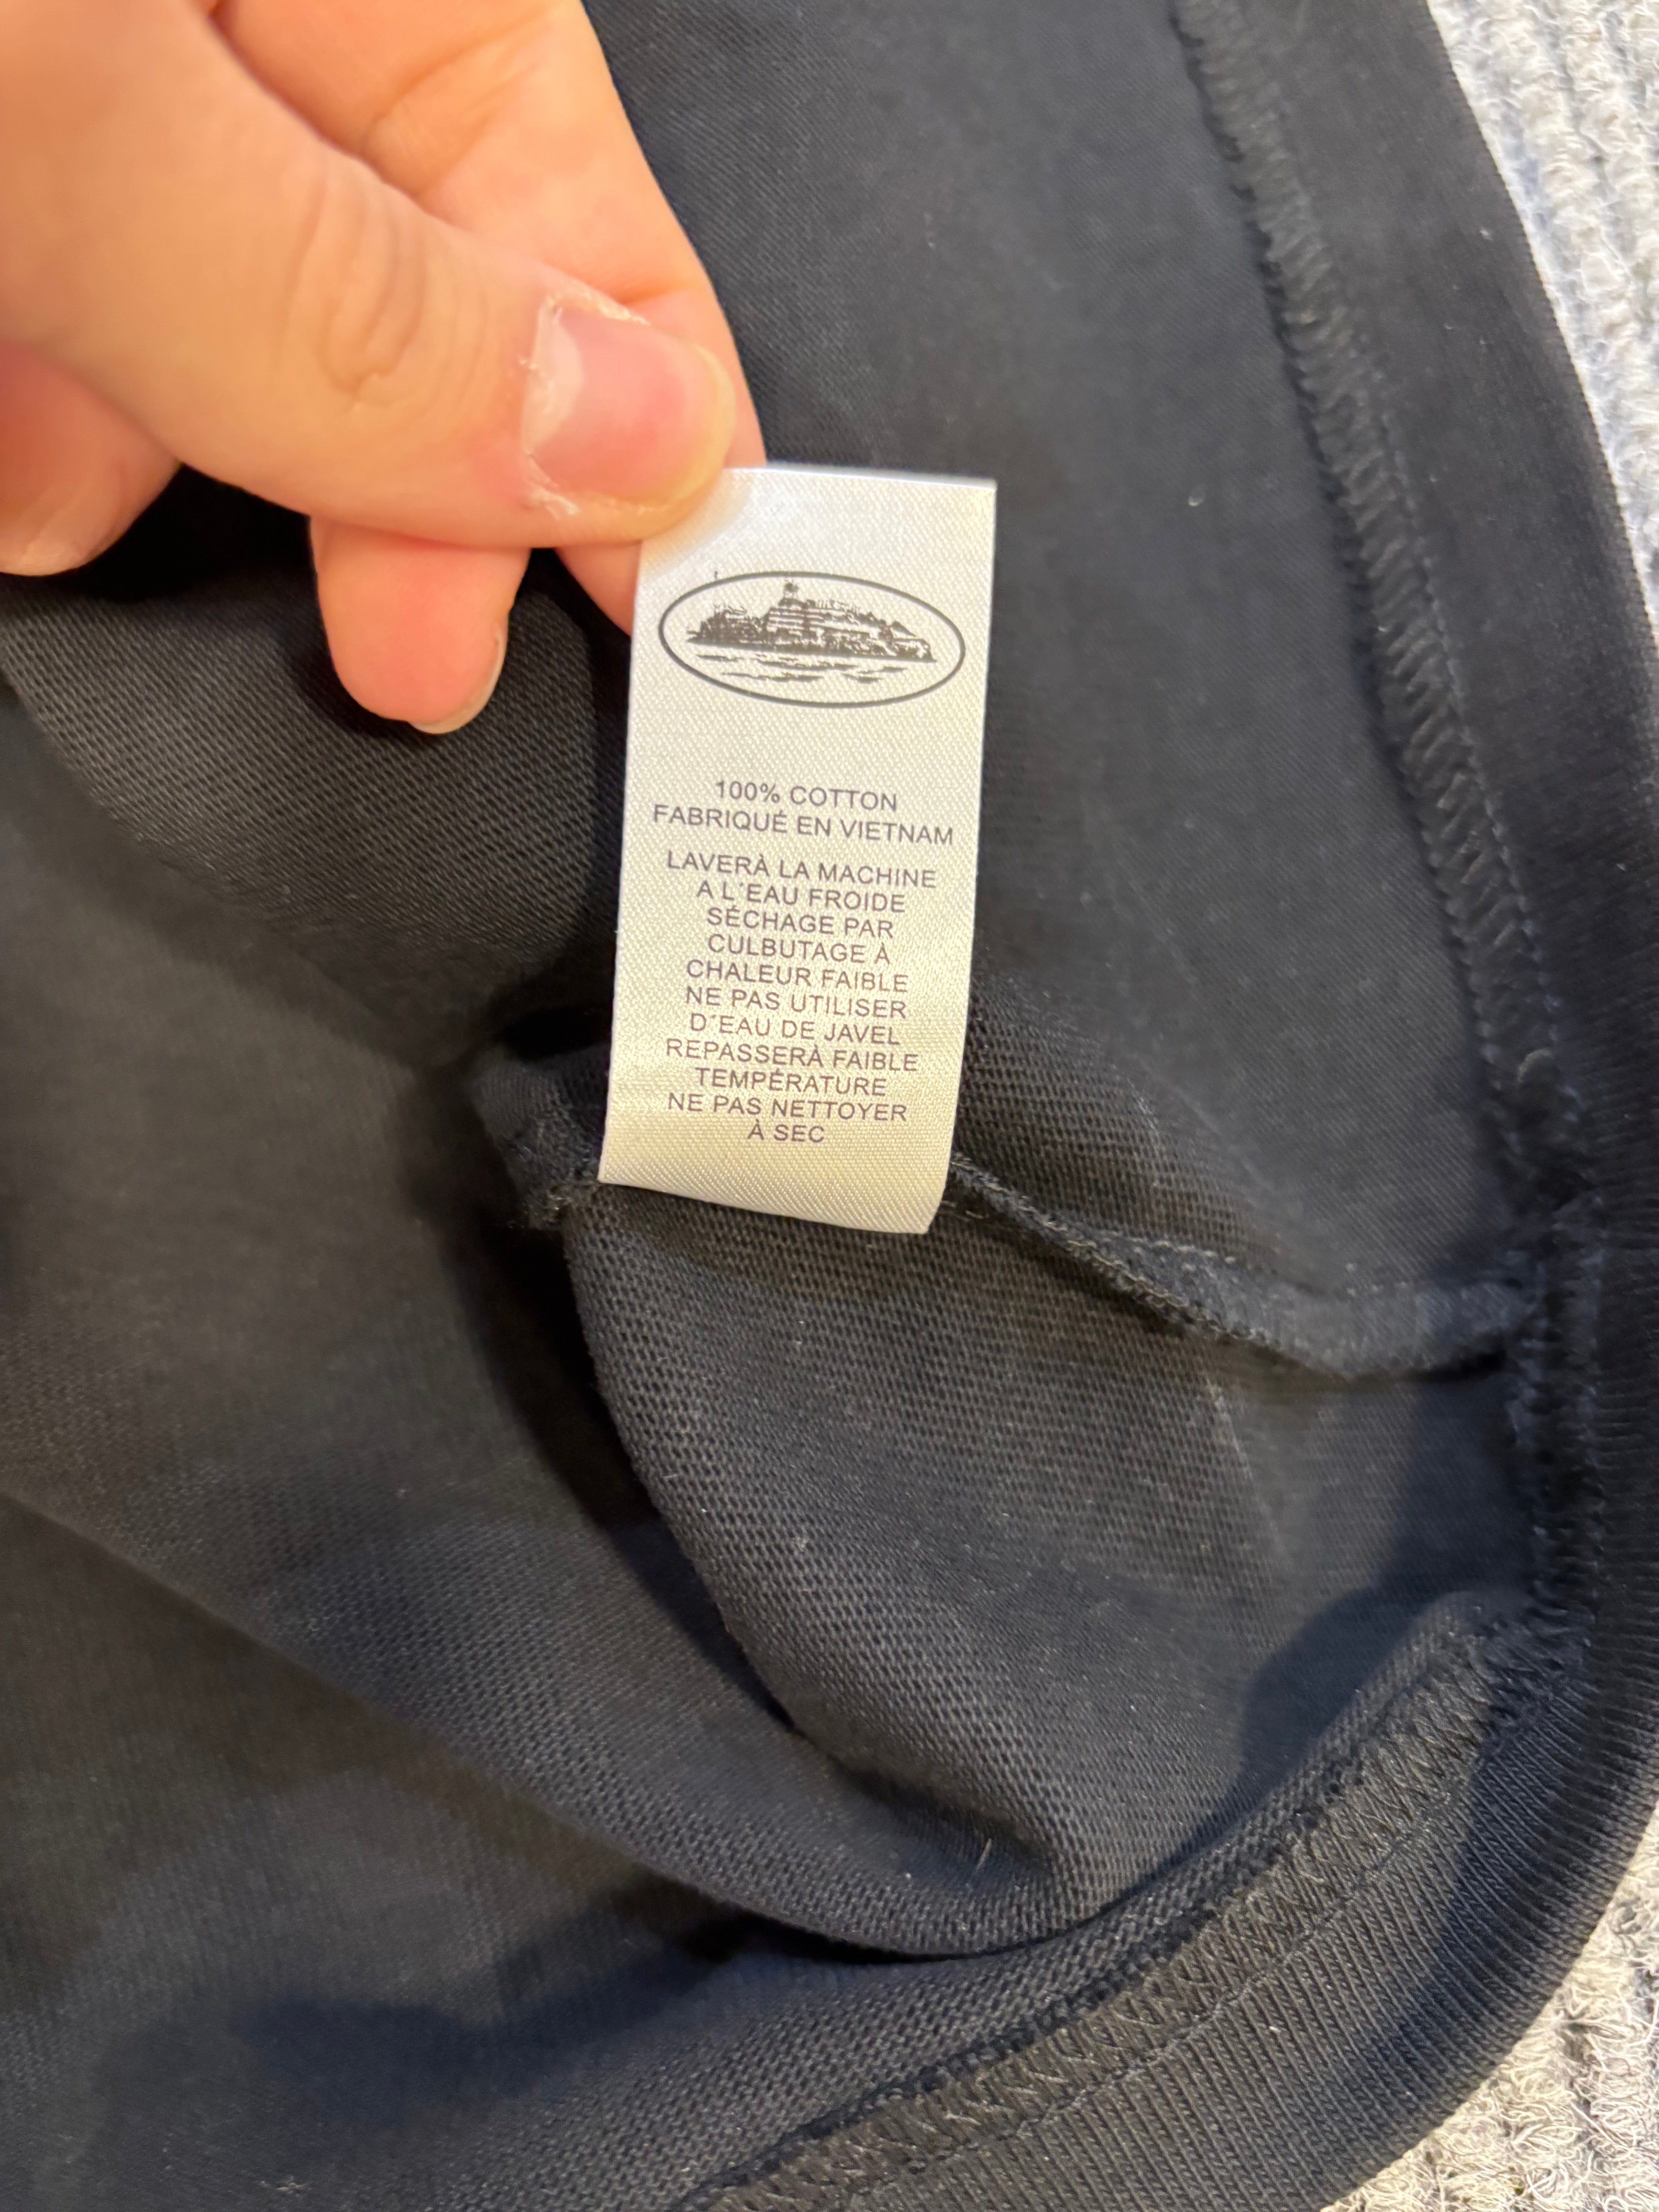 100% COTTON
FABRIQUÉ EN VIETNAM
LAVERÀ LA MACHINE
A L'EAU FROIDE
SÉCHAGE PAR
CULBUTAGE À
CHALEUR FAIBLE
NE PAS UTILISER
D'EAU DE JAVEL
REPASSERÀ FAIBLE
TEMPÉRATURE
NE PAS NETTOYER
À SEC